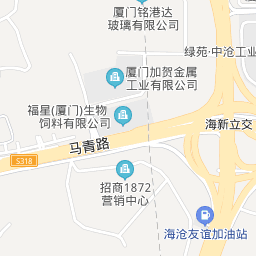 厦门铭港达
玻璃有限公司
绿苑·中沧工业
厦门加贺金属
工业有限公司
福星(厦门)生物
饲料有限公司
海新立交
马青路
S318
招商1872
营销中心
海沧友谊加油站